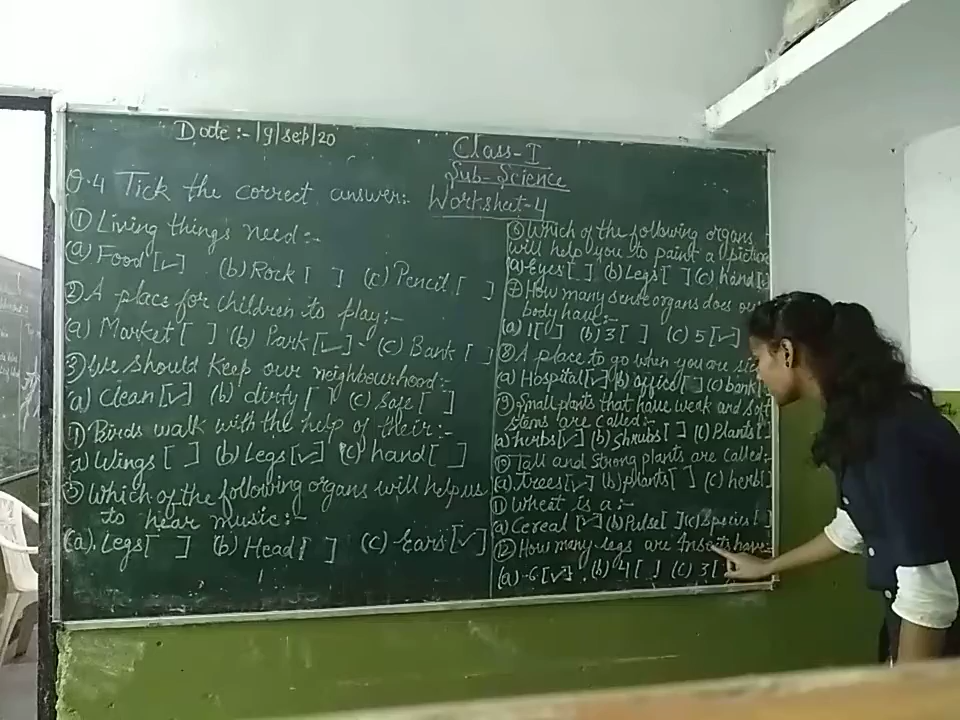 Date :- 19|sep|20
Class-I
Sub-Science
Q.4 Tick the correct answer:- Worksheet-4
① Living things need:-
(a) Food [✓] (b) Rock [ ] (c) Pencil [ ]
② A place for children to play:-
(a) Market [ ] (b) Park [✓] (c) Bank [ ]
③ We should keep our neighbourhood:-
(a) Clean [✓] (b) dirty [ ] (c) Safe [ ]
④ Birds walk with the help of their:-
(a) Wings [ ] (b) Legs [✓] (c) hand [ ]
⑤ Which of the following organs will help us
to hear music:-
(a). Legs [ ] (b) Head [ ] (c) Ears [✓]
⑥ Which of the following organs
will help you to paint a picture
(a) Eyes [ ] (b) Legs [ ] (c) hand [✓]
⑦ How many sense organs does our
body have:-
(a) 1 [ ] (b) 3 [ ] (c) 5 [✓]
⑧ A place to go when you are
(a) Hospital [✓] (b) office [ ] (c) bank [
⑨ Small plants that have weak and soft
stems are called:-
(a) herbs [✓] (b) Shrubs [ ] (c) Plants [ ]
⑩ Tall and strong plants are called:-
(a) trees [✓] (b) plants [ ] (c) herb [ ]
⑪ Wheat is a:-
(a) Cereal [✓] (b) Pulse [ ] (c) Species [ ]
⑫ How many legs are Insects have:-
(a) 6 [✓] (b) 4 [ ] (c) 3 [